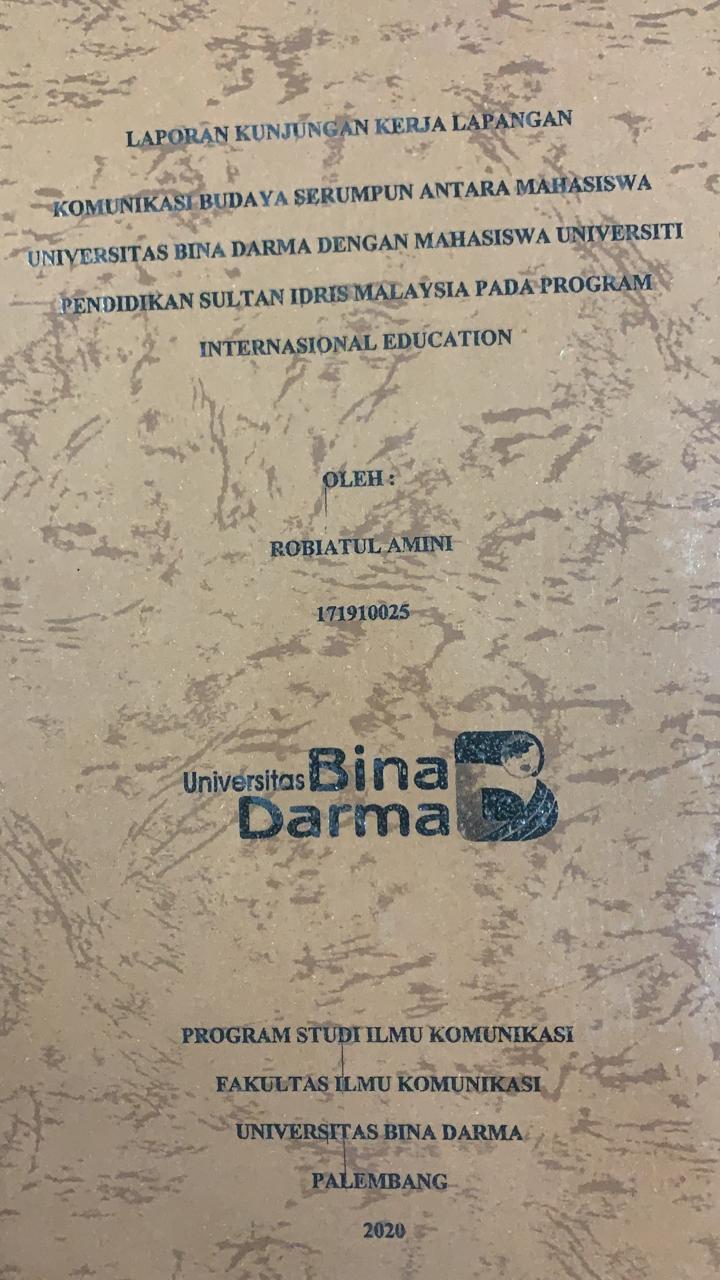 LAPORAN KUNJUNGAN KERJA LAPANGAN
KOMUNIKASI BUDAYA SERUMPUN ANTARA MAHASISWA
UNIVERSITAS BINA DARMA DENGAN MAHASISWA UNIVERSITI
PENDIDIKAN SULTAN IDRIS MALAYSIA PADA PROGRAM
INTERNASIONAL EDUCATION
OLEH :
ROBIATUL AMINI
171910025
Universitas Bina
Darma
PROGRAM STUDI ILMU KOMUNIKASI
FAKULTAS ILMU KOMUNIKASI
UNIVERSITAS BINA DARMA
PALEMBANG
2020